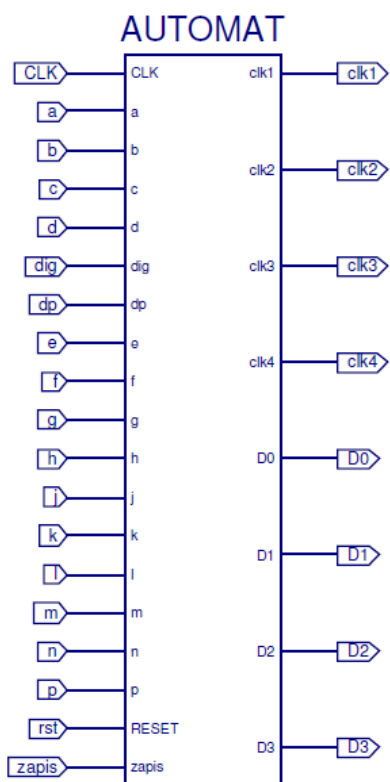 AUTOMAT
CLK CLK clk1 clk1
a a
b b
clk2 clk2
c c
d d
dig dig clk3 clk3
dp dp
e e
clk4 clk4
f f
g g
h h D0 D0
j j
k k
D1 D1
l l
m m
n n D2 D2
p p
rst RESET
D3 D3
zapis zapis